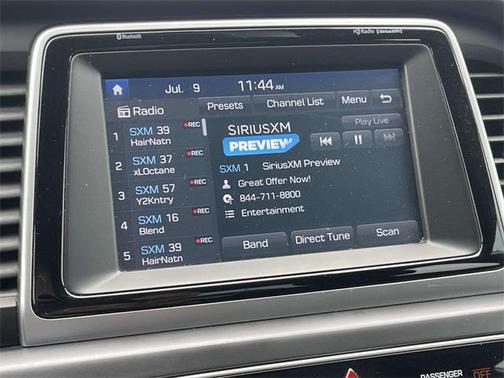 Bluetooth
HD Radio
Jul. 9 11:44 AM
Radio Presets Channel List Menu
Play Live
1 SXM 39 REC
HairNatn
2 SXM 37 REC
xLOctane
3 SXM 57 REC
Y2Kntry
4 SXM 16 REC
Blend
5 SXM 39 REC
HairNatn
SIRIUSXM
PREVIEW
SXM 1 SiriusXM Preview
Great Offer Now!
844-711-8800
Entertainment
Band Direct Tune Scan
PASSENGER OFF